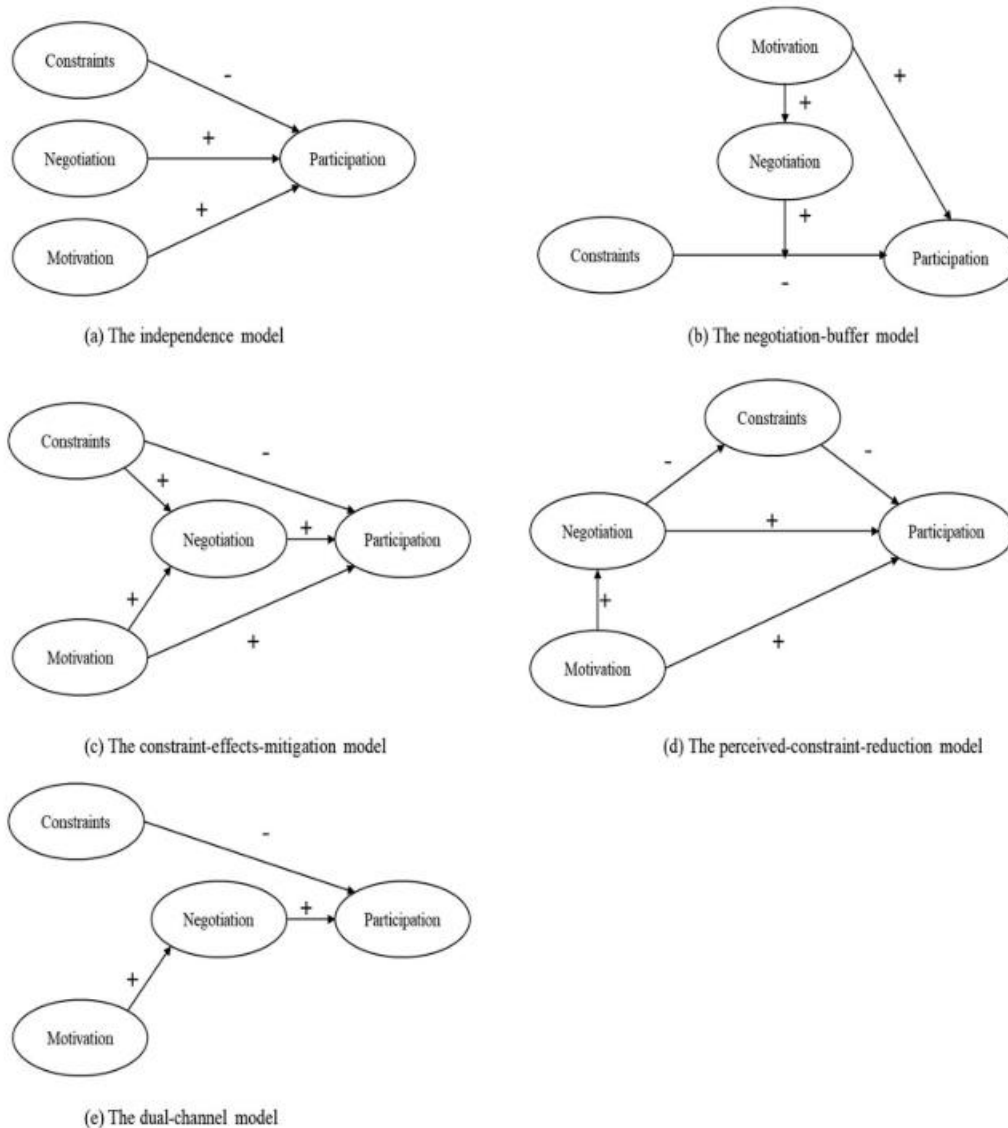 Constraints
-
Negotiation
+
Participation
+
Motivation
(a) The independence model
Motivation
+
+
Negotiation
+
Constraints
Participation
-
(b) The negotiation-buffer model
Constraints
-
+
Negotiation
+
Participation
+
+
Motivation
(c) The constraint-effects-mitigation model
Constraints
-
-
Negotiation
+
Participation
+
+
Motivation
(d) The perceived-constraint-reduction model
Constraints
-
Negotiation
+
Participation
+
Motivation
(e) The dual-channel model